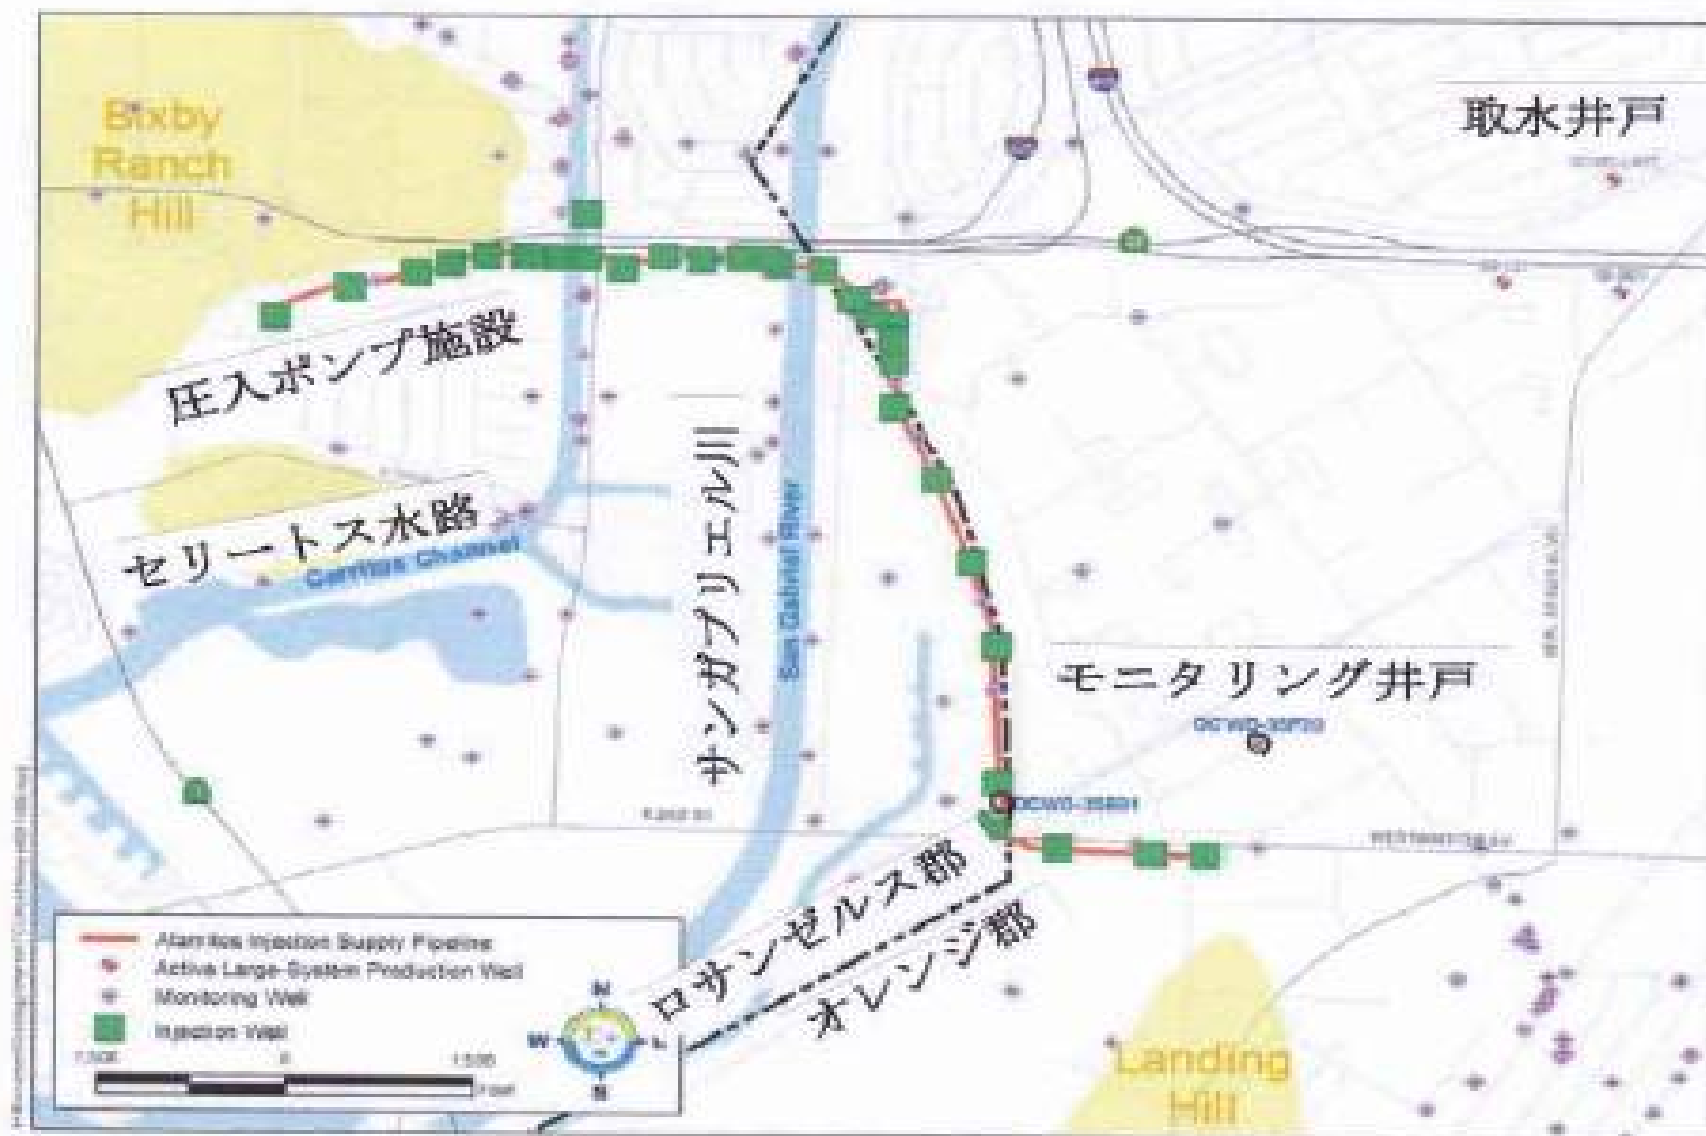 Bixby
Ranch
Hill
取水井戸
圧入ポンプ施設
セリートス水路
Cerritos Channel
サンガブリエル川
San Gabriel River
モニタリング井戸
ロサンゼルス郡
オレンジ郡
Landing
Hill
Alamitos Injection Supply Pipeline
Active Large-System Production Well
Monitoring Well
Injection Well
N
W
S
0
Feet